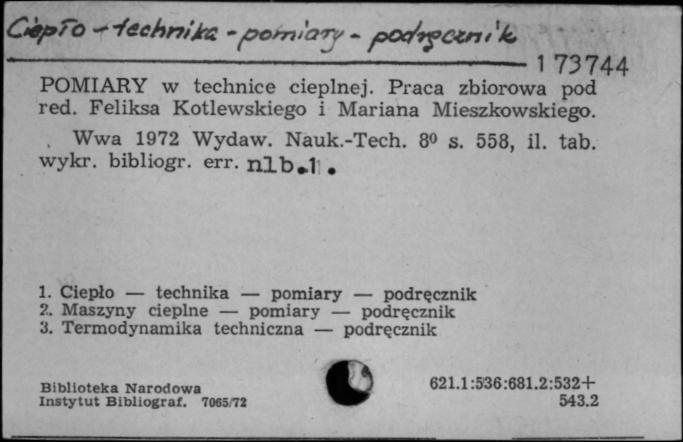 Ciepło - technika - pomiary - podręcznik
173744
POMIARY w technice cieplnej. Praca zbiorowa pod
red. Feliksa Kotlewskiego i Mariana Mieszkowskiego.
Wwa 1972 Wydaw. Nauk.-Tech. 8⁰ s. 558, il. tab.
wykr. bibliogr. err. nlb.1.
1. Ciepło — technika — pomiary — podręcznik
2. Maszyny cieplne — pomiary — podręcznik
3. Termodynamika techniczna — podręcznik
Biblioteka Narodowa
Instytut Bibliograf. 7065/72
621.1:536:681.2:532+
543.2